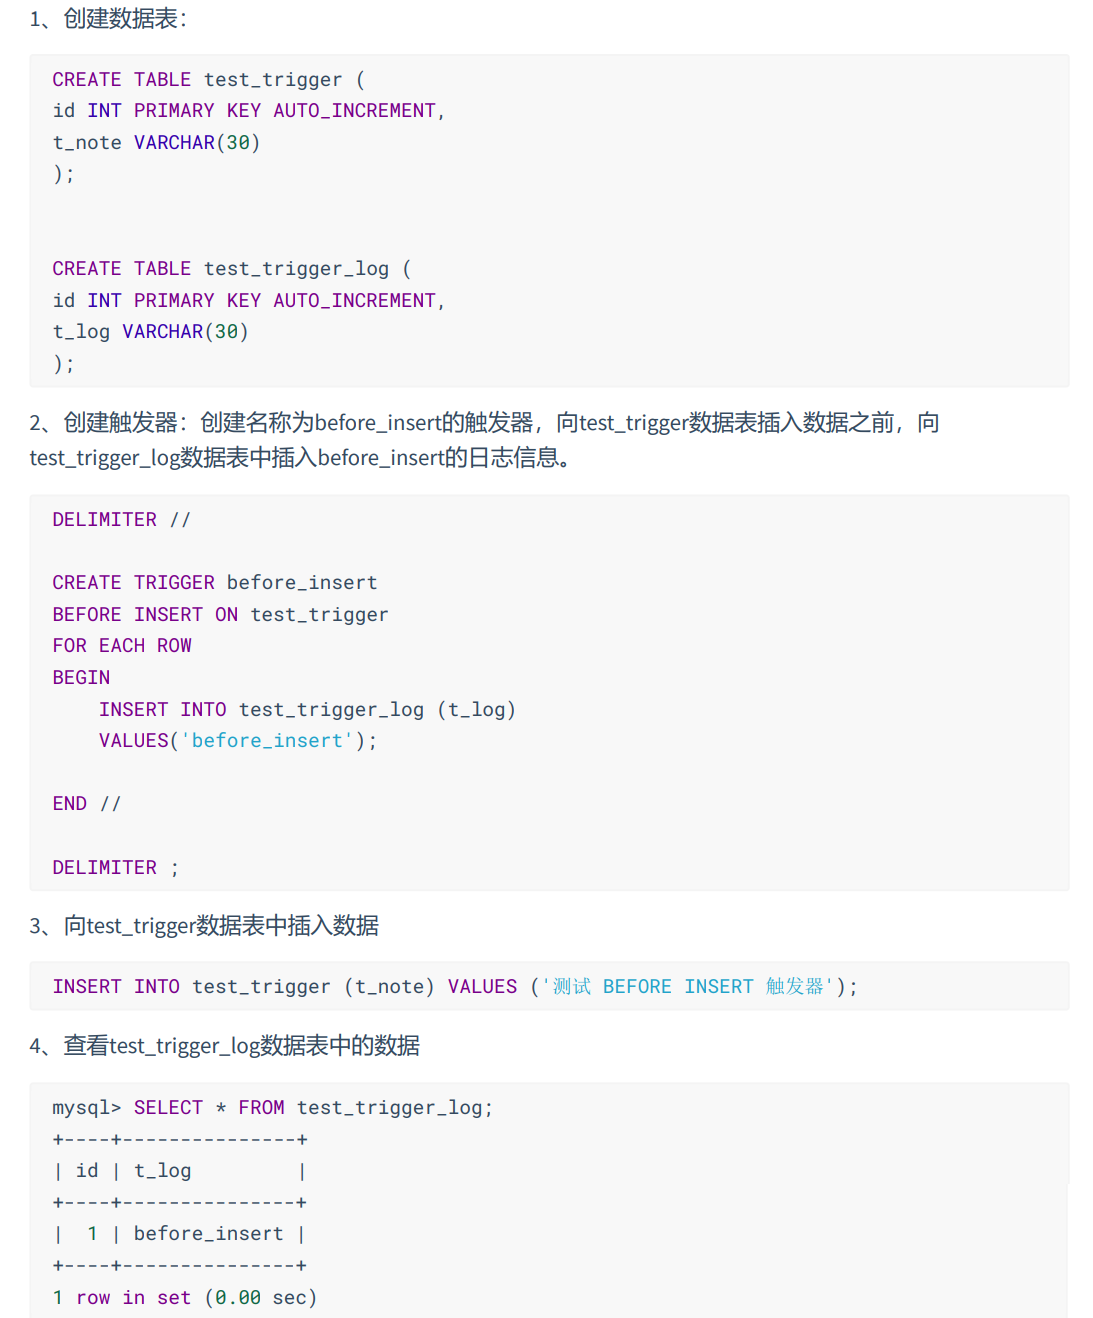 1、创建数据表：
CREATE TABLE test_trigger (
id INT PRIMARY KEY AUTO_INCREMENT,
t_note VARCHAR(30)
);
CREATE TABLE test_trigger_log (
id INT PRIMARY KEY AUTO_INCREMENT,
t_log VARCHAR(30)
);
2、创建触发器：创建名称为before_insert的触发器，向test_trigger数据表插入数据之前，向
test_trigger_log数据表中插入before_insert的日志信息。
DELIMITER //
CREATE TRIGGER before_insert
BEFORE INSERT ON test_trigger
FOR EACH ROW
BEGIN
    INSERT INTO test_trigger_log (t_log)
    VALUES('before_insert');
END //
DELIMITER ;
3、向test_trigger数据表中插入数据
INSERT INTO test_trigger (t_note) VALUES ('测试 BEFORE INSERT 触发器');
4、查看test_trigger_log数据表中的数据
mysql> SELECT * FROM test_trigger_log;
+----+---------------+
| id | t_log         |
+----+---------------+
|  1 | before_insert |
+----+---------------+
1 row in set (0.00 sec)